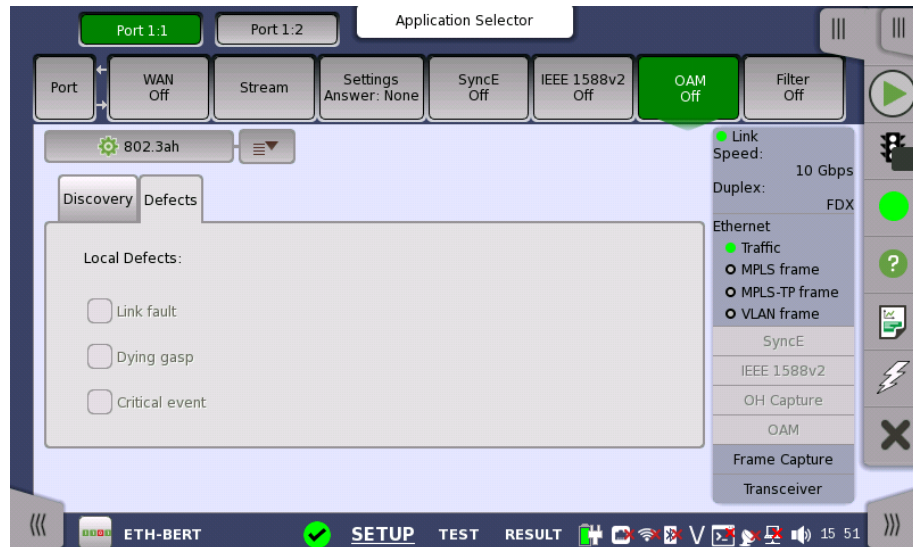 Application Selector
Port 1:1
Port 1:2
Port
WAN
Off
Stream
Settings
Answer: None
SyncE
Off
IEEE 1588v2
Off
OAM
Off
Filter
Off
802.3ah
Discovery
Defects
Local Defects:
Link fault
Dying gasp
Critical event
Link
Speed:
10 Gbps
Duplex:
FDX
Ethernet
Traffic
MPLS frame
MPLS-TP frame
VLAN frame
SyncE
IEEE 1588v2
OH Capture
OAM
Frame Capture
Transceiver
ETH-BERT
SETUP
TEST
RESULT
V
15 51